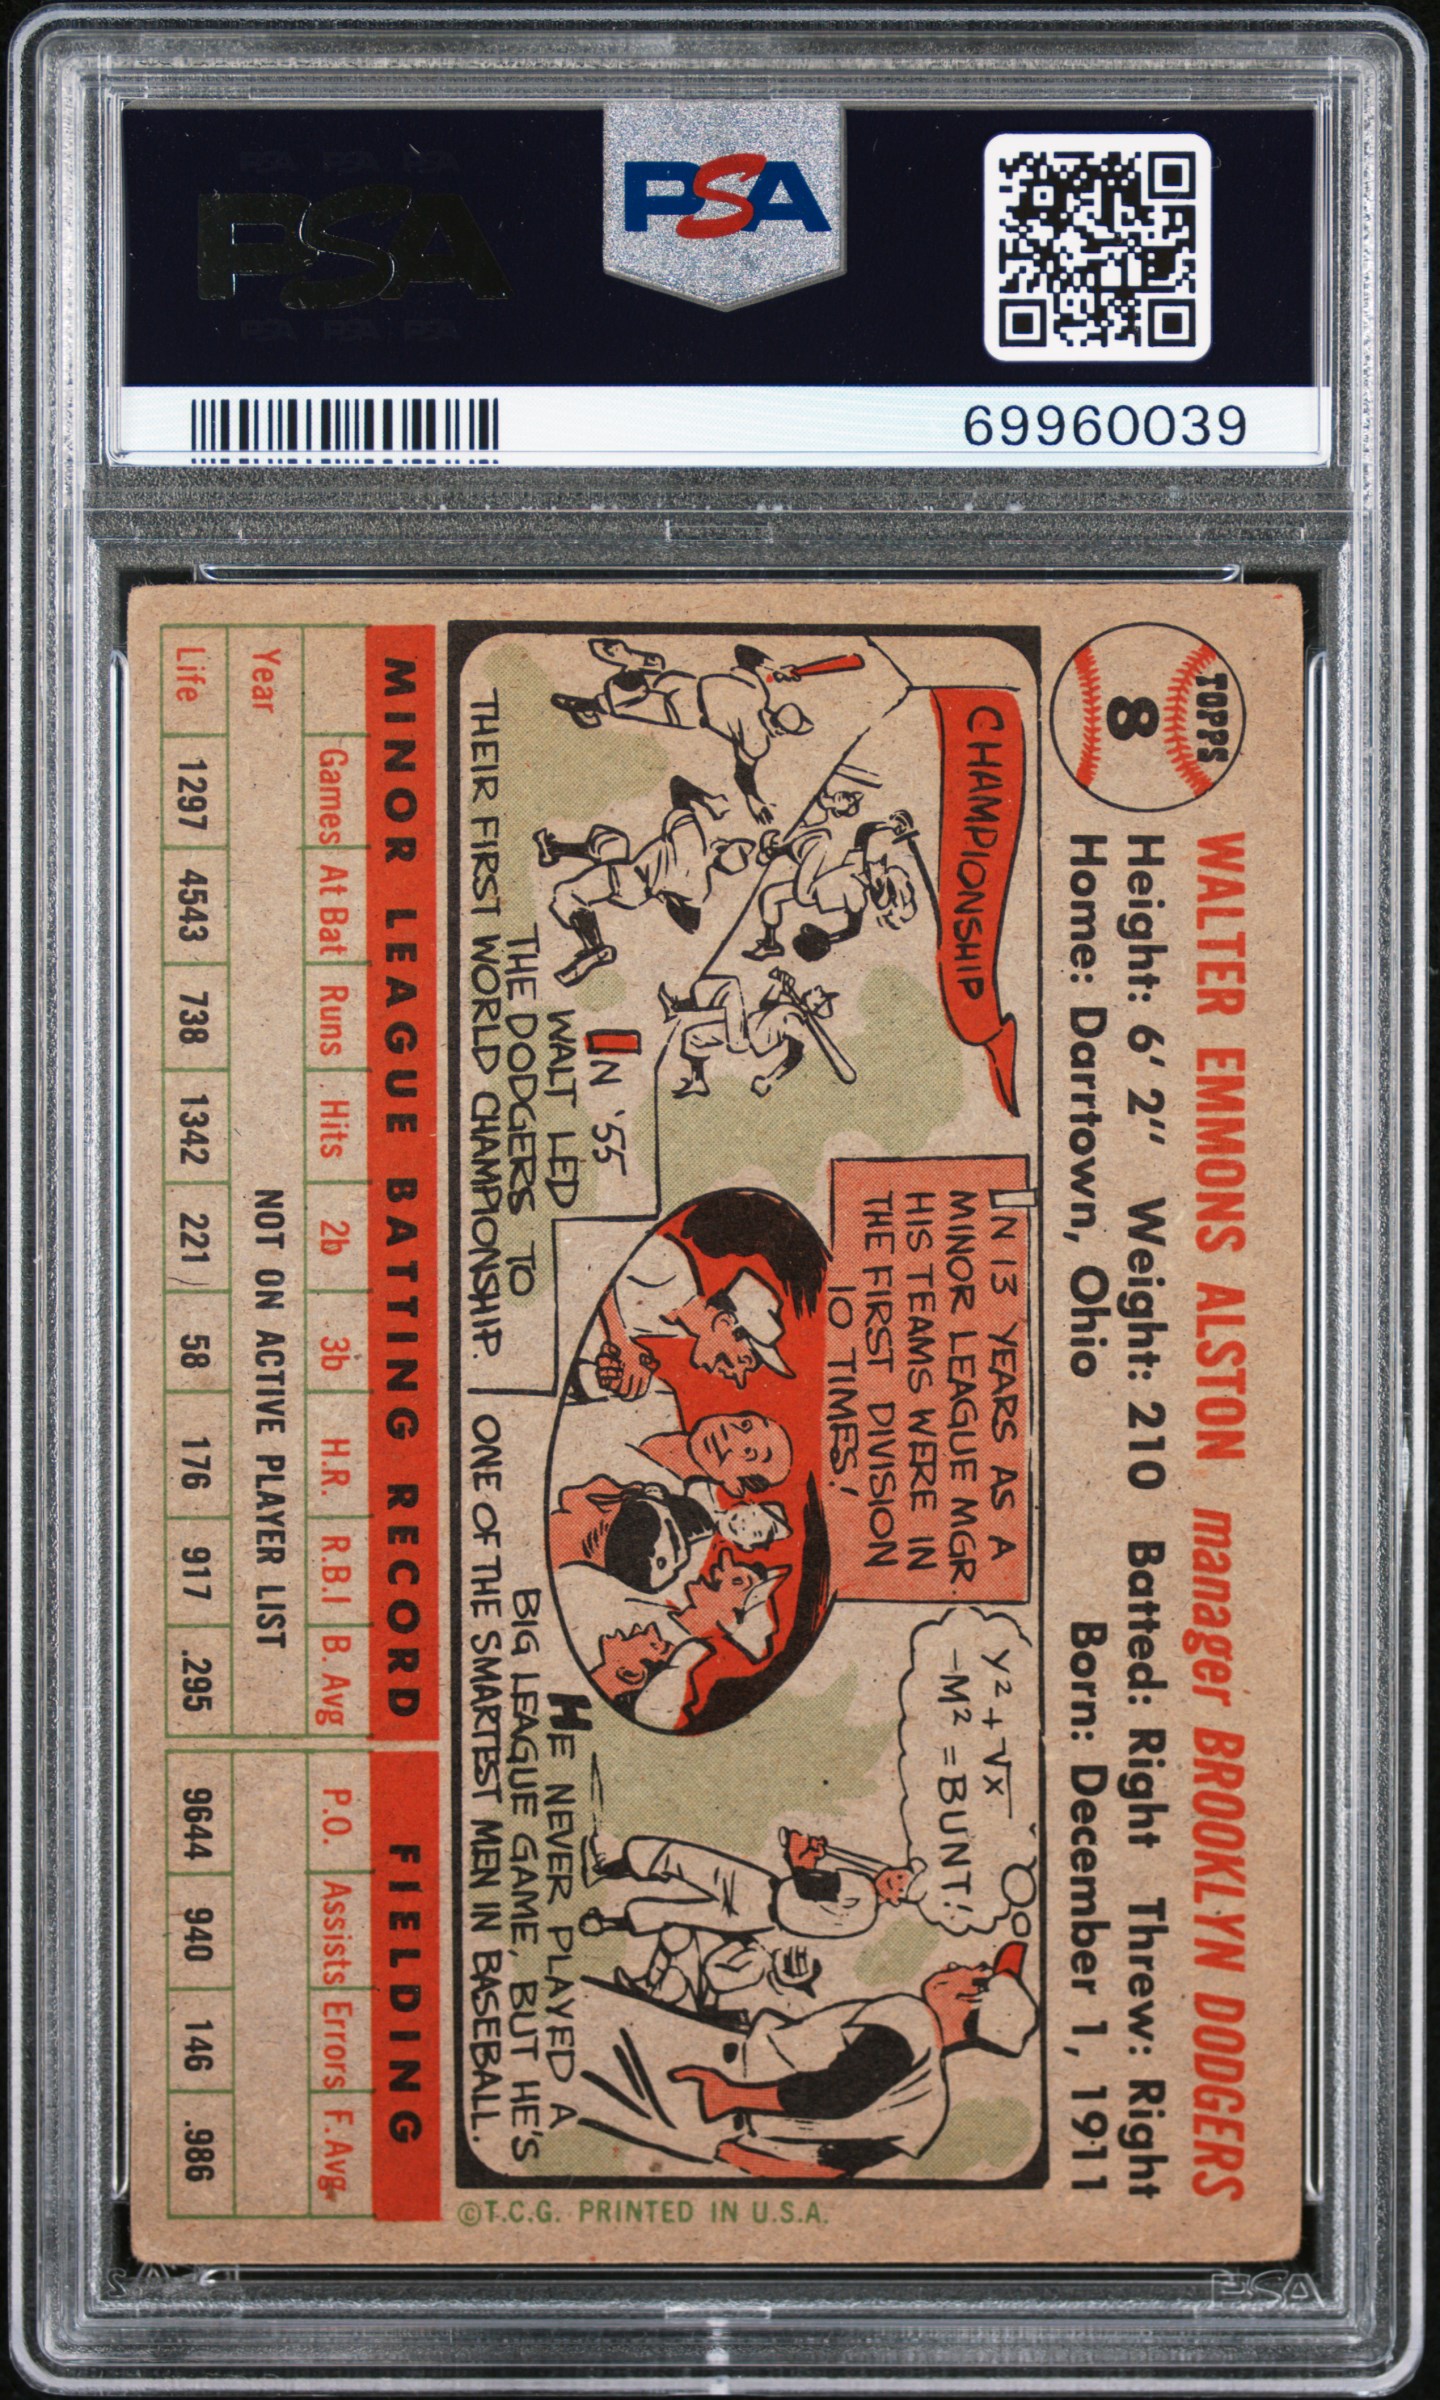 PSA
PSA
69960039
TOPPS
8
WALTER EMMONS ALSTON manager BROOKLYN DODGERS
Height: 6' 2" Weight: 210 Batted: Right Threw: Right
Home: Darrtown, Ohio Born: December 1, 1911
CHAMPIONSHIP
IN '55
WALT LED
THE DODGERS TO
THEIR FIRST WORLD CHAMPIONSHIP.
IN 13 YEARS AS A
MINOR LEAGUE MGR.
HIS TEAMS WERE IN
THE FIRST DIVISION
10 TIMES!
Y² + √X
-M² = BUNT!
HE NEVER PLAYED A
BIG LEAGUE GAME, BUT HE'S
ONE OF THE SMARTEST MEN IN BASEBALL.
©T.C.G. PRINTED IN U.S.A.
MINOR LEAGUE BATTING RECORD FIELDING
Games At Bat Runs Hits 2b 3b H.R. R.B.I B. Avg P.O. Assists Errors F. Avg.
Year NOT ON ACTIVE PLAYER LIST
Life 1297 4543 738 1342 221 58 176 917 .295 9644 940 146 .986
PSA